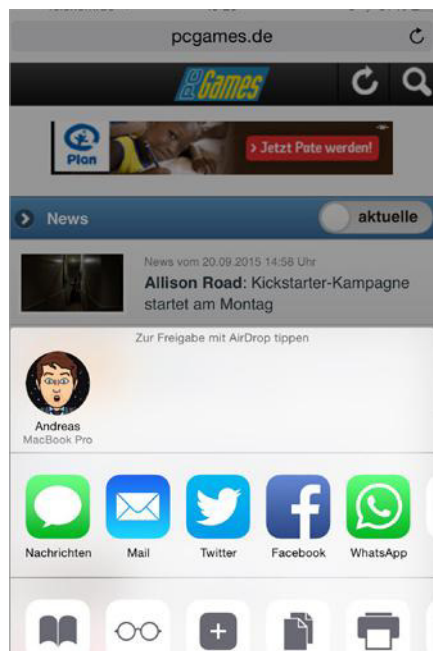 pcgames.de
PC Games
Plan
> Jetzt Pate werden!
News
aktuelle
News vom 20.09.2015 14:58 Uhr
Allison Road: Kickstarter-Kampagne
startet am Montag
Zur Freigabe mit AirDrop tippen
Andreas
MacBook Pro
Nachrichten
Mail
Twitter
Facebook
WhatsApp